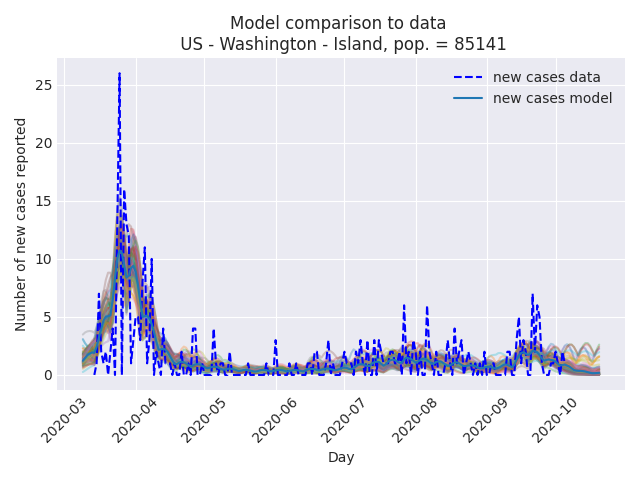 Model comparison to data
US - Washington - Island, pop. = 85141
new cases data
new cases model
Number of new cases reported
25
20
15
10
5
0
2020-03
2020-04
2020-05
2020-06
2020-07
2020-08
2020-09
2020-10
Day